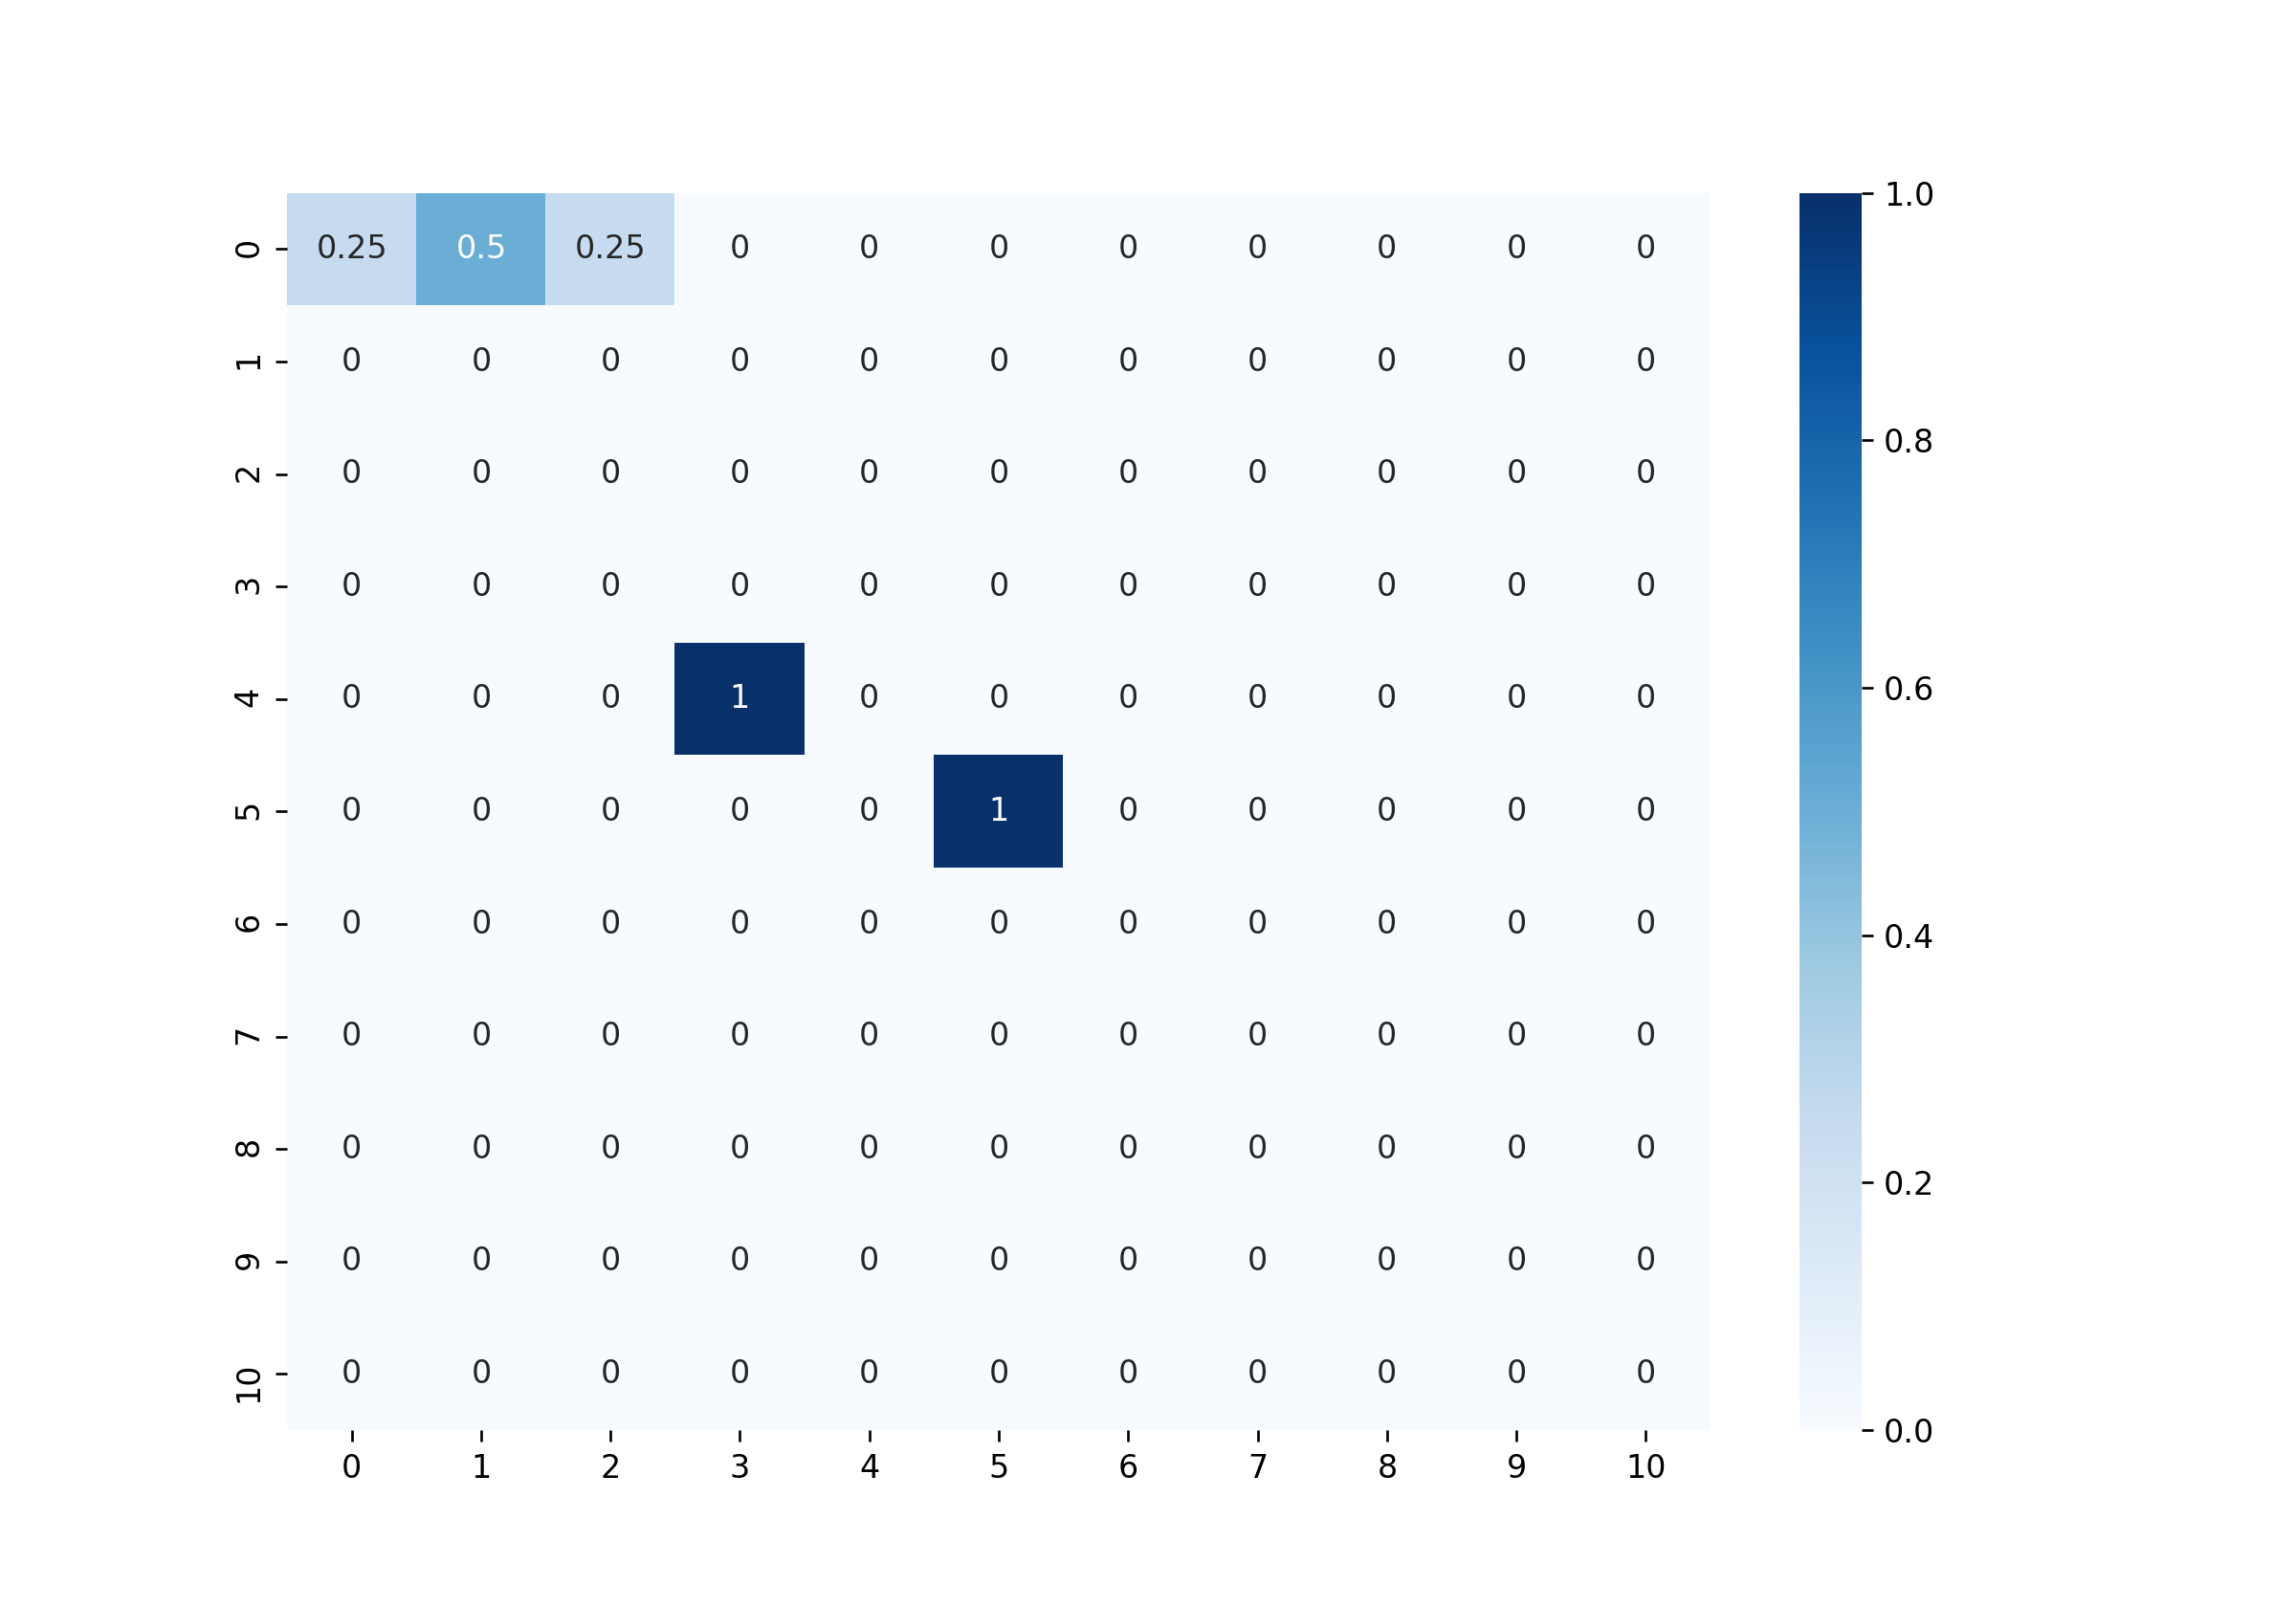 1.0
0 0.25 0.5 0.25 0 0 0 0 0 0 0 0
1 0 0 0 0 0 0 0 0 0 0 0
0.8
2 0 0 0 0 0 0 0 0 0 0 0
3 0 0 0 0 0 0 0 0 0 0 0
0.6
4 0 0 0 1 0 0 0 0 0 0 0
5 0 0 0 0 0 1 0 0 0 0 0
6 0 0 0 0 0 0 0 0 0 0 0
0.4
7 0 0 0 0 0 0 0 0 0 0 0
8 0 0 0 0 0 0 0 0 0 0 0
0.2
9 0 0 0 0 0 0 0 0 0 0 0
10 0 0 0 0 0 0 0 0 0 0 0
0.0
0 1 2 3 4 5 6 7 8 9 10